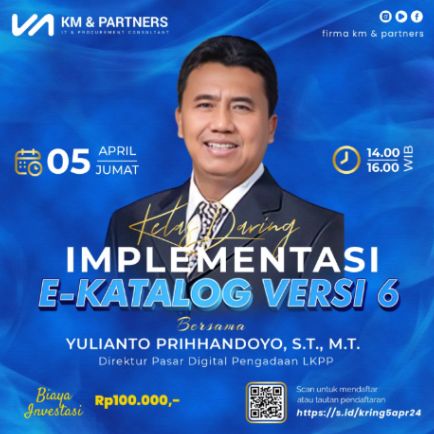 KM & PARTNERS
IT & PROCUREMENT CONSULTANT
firma km & partners
05
APRIL
JUMAT
14.00
16.00
WIB
Kelas Daring
IMPLEMENTASI
E-KATALOG VERSI 6
Bersama
YULIANTO PRIHHANDOYO, S.T., M.T.
Direktur Pasar Digital Pengadaan LKPP
Biaya
Investasi
Rp100.000,-
Scan untuk mendaftar
atau tautan pendaftaran
https://s.id/kring5apr24